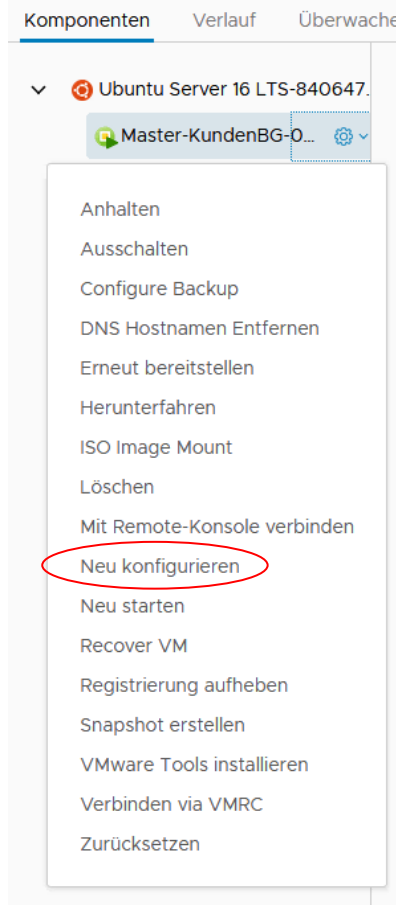 Komponenten Verlauf Überwache
Ubuntu Server 16 LTS-840647.
Master-KundenBG-0...
Anhalten
Ausschalten
Configure Backup
DNS Hostnamen Entfernen
Erneut bereitstellen
Herunterfahren
ISO Image Mount
Löschen
Mit Remote-Konsole verbinden
Neu konfigurieren
Neu starten
Recover VM
Registrierung aufheben
Snapshot erstellen
VMware Tools installieren
Verbinden via VMRC
Zurücksetzen